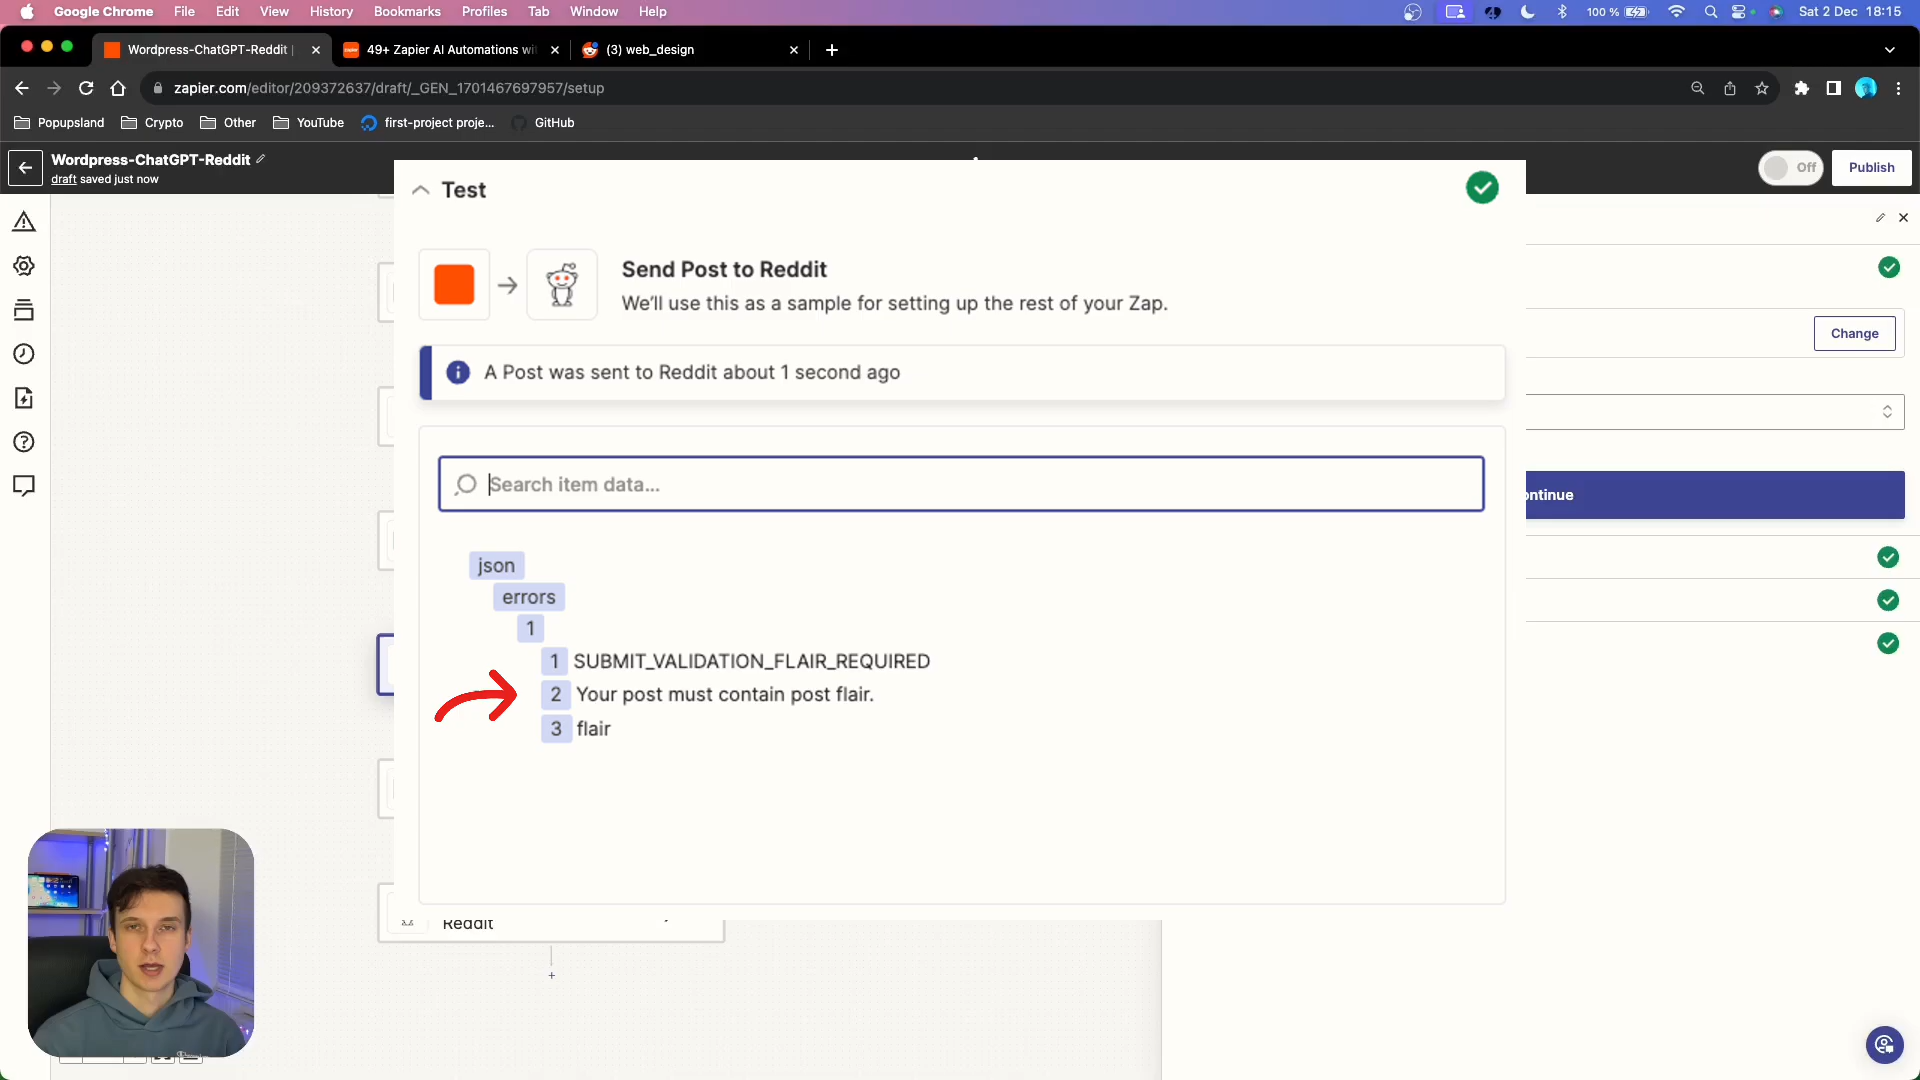 Google Chrome File Edit View History Bookmarks Profiles Tab Window Help 100 % Sat 2 Dec 18:15
Wordpress-ChatGPT-Reddit | 49+ Zapier AI Automations wi (3) web_design
zapier.com/editor/209372637/draft/_GEN_1701467697957/setup
Popupsland Crypto Other YouTube first-project proje... GitHub
Wordpress-ChatGPT-Reddit
draft saved just now
Off Publish
Test
Send Post to Reddit
We'll use this as a sample for setting up the rest of your Zap.
Change
A Post was sent to Reddit about 1 second ago
Search item data...
ontinue
json
errors
1
1 SUBMIT_VALIDATION_FLAIR_REQUIRED
2 Your post must contain post flair.
3 flair
Reddit